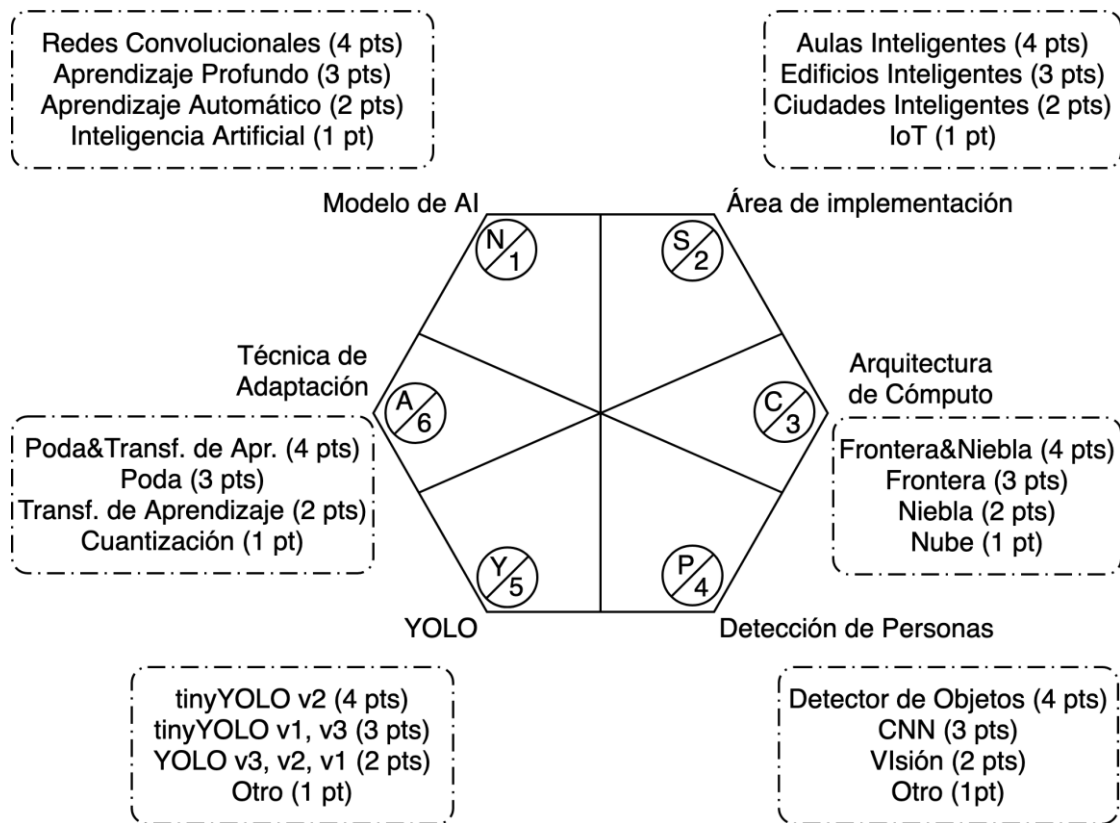 Redes Convolucionales (4 pts)
Aprendizaje Profundo (3 pts)
Aprendizaje Automático (2 pts)
Inteligencia Artificial (1 pt)
Aulas Inteligentes (4 pts)
Edificios Inteligentes (3 pts)
Ciudades Inteligentes (2 pts)
IoT (1 pt)
Modelo de AI
Área de implementación
N
1
S
2
Técnica de
Adaptación
A
6
C
3
Arquitectura
de Cómputo
Poda&Transf. de Apr. (4 pts)
Poda (3 pts)
Transf. de Aprendizaje (2 pts)
Cuantización (1 pt)
Frontera&Niebla (4 pts)
Frontera (3 pts)
Niebla (2 pts)
Nube (1 pt)
Y
5
P
4
YOLO
Detección de Personas
tinyYOLO v2 (4 pts)
tinyYOLO v1, v3 (3 pts)
YOLO v3, v2, v1 (2 pts)
Otro (1 pt)
Detector de Objetos (4 pts)
CNN (3 pts)
VIsión (2 pts)
Otro (1pt)